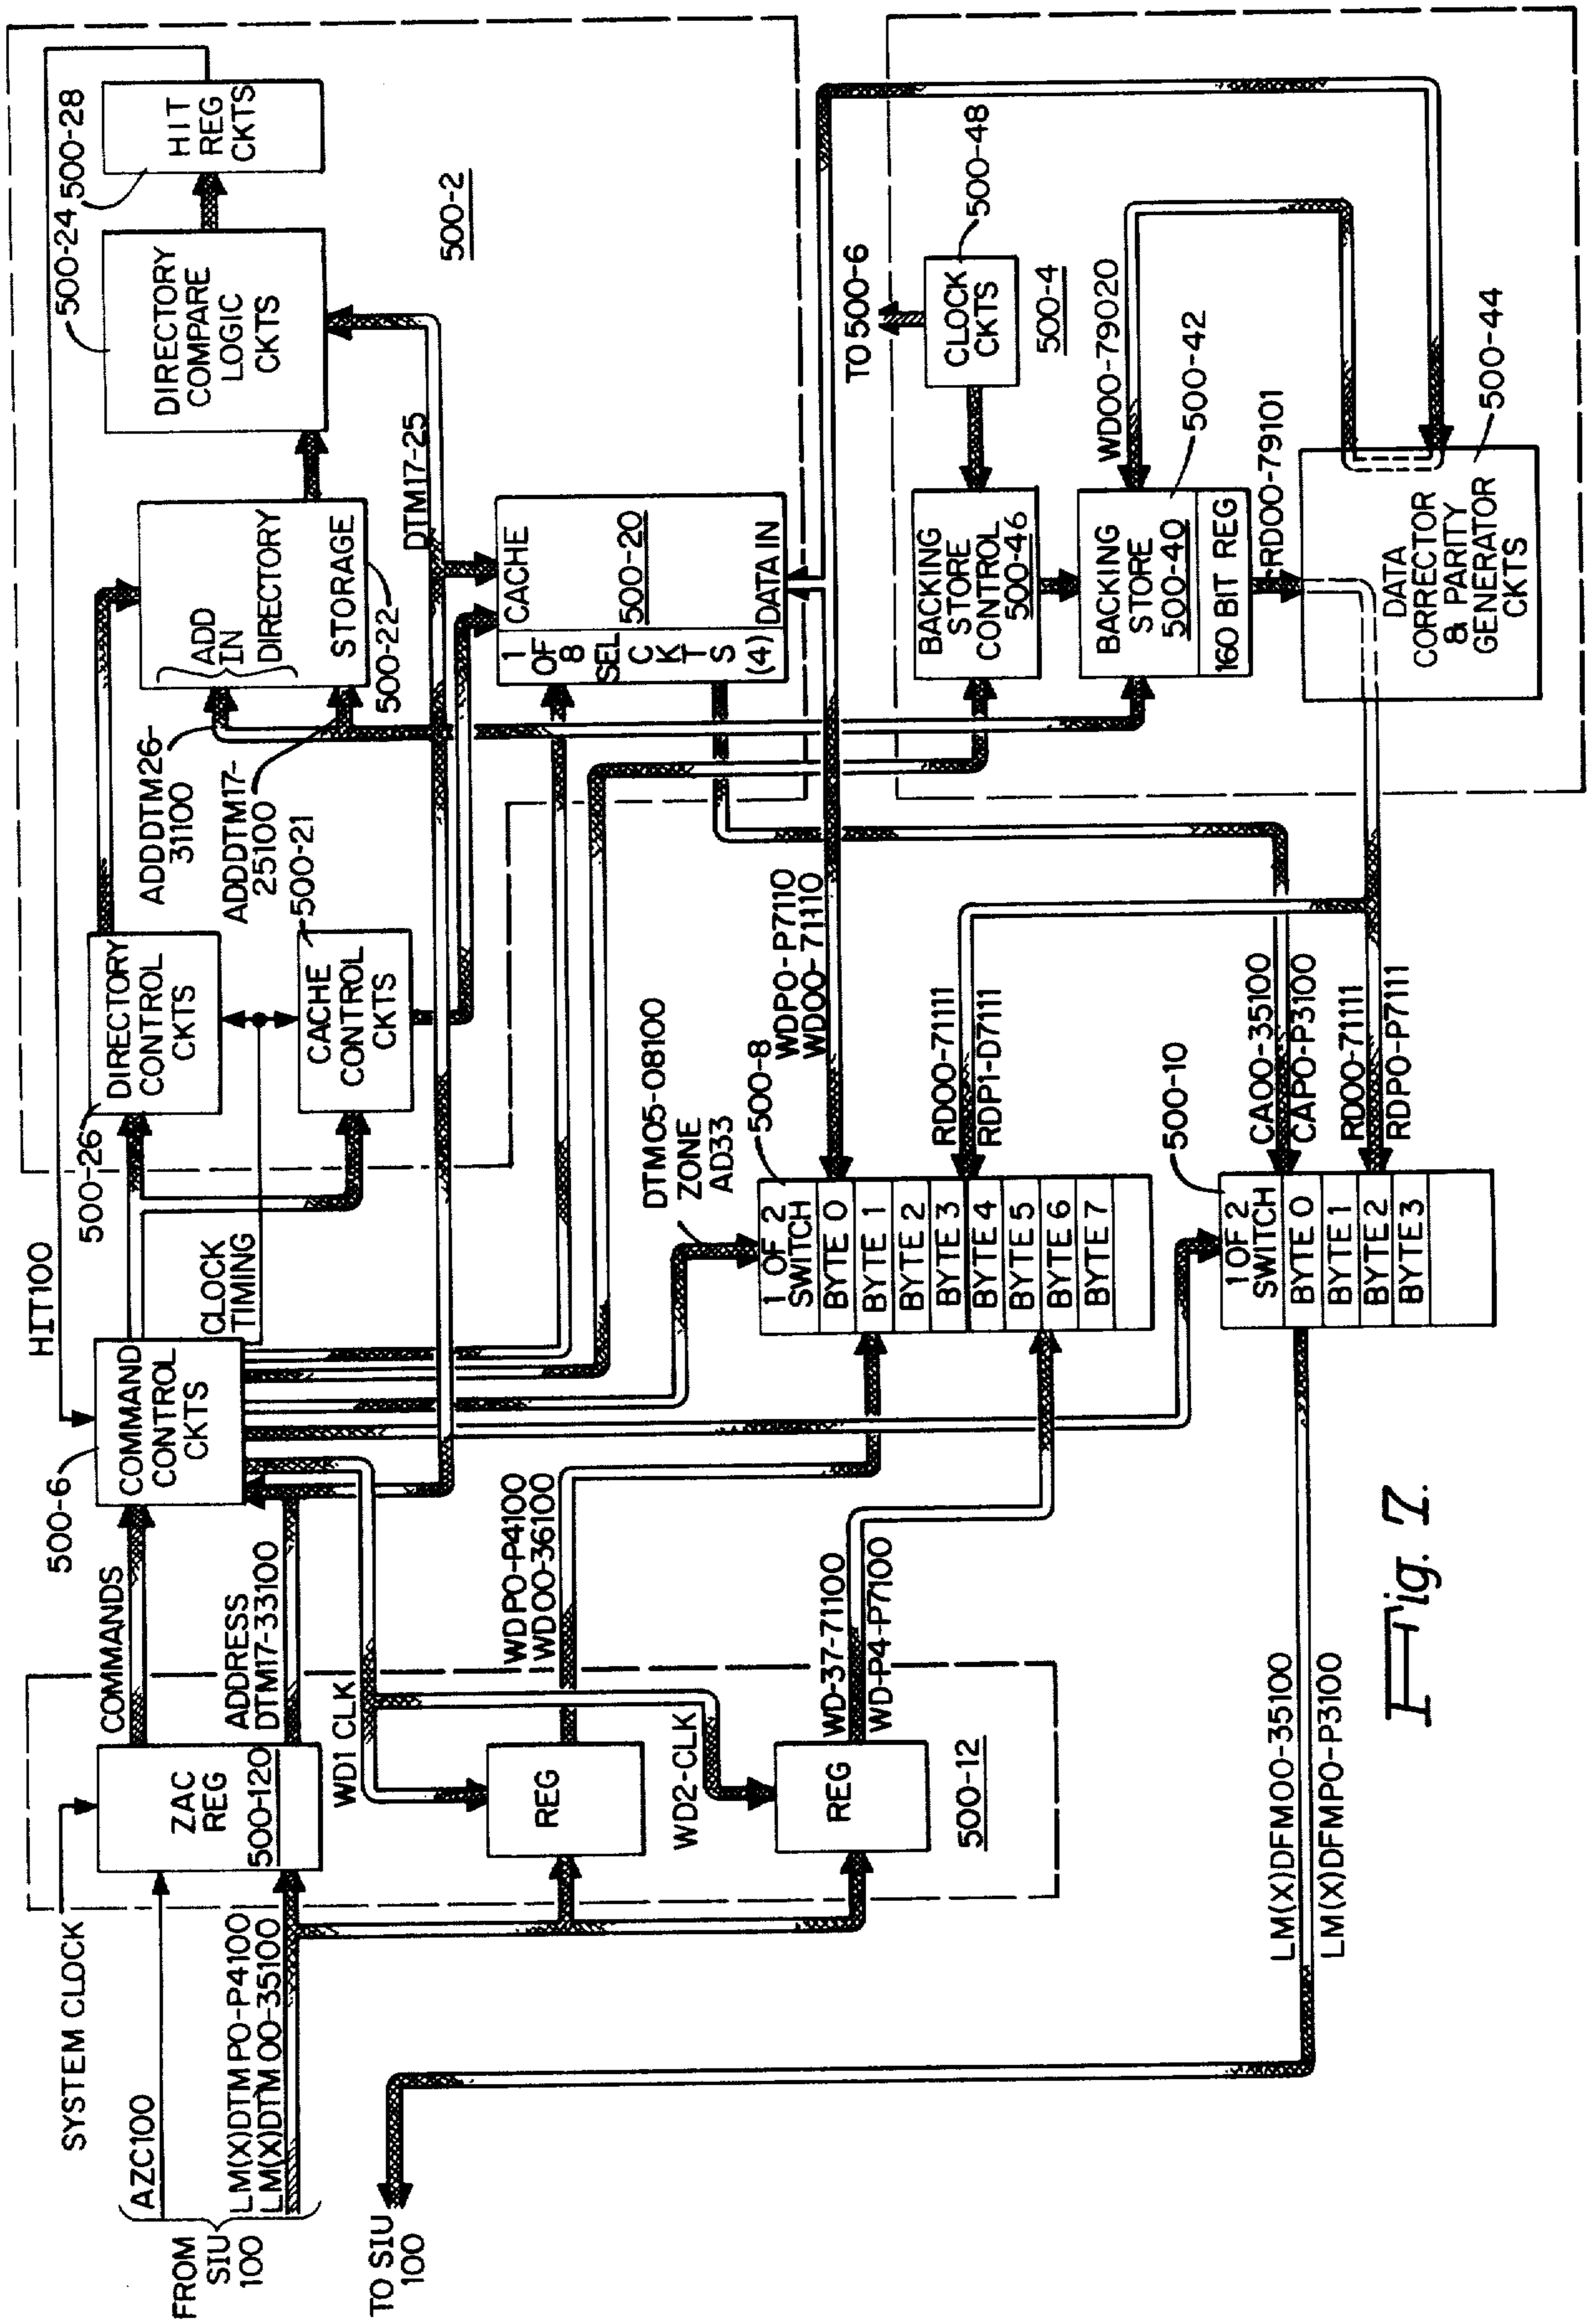 FROM
SIU
100
AZC100
LM(X)DTMP0-P4100
LM(X)DTM00-35100
TO SIU
100
SYSTEM CLOCK
ZAC
REG
500-120
COMMANDS
ADDRESS
DTM17-33100
WD1 CLK
REG
WD2-CLK
REG
500-12
WDP0-P4100
WD00-36100
WD-37-71100
WD-P4-P7100
LM(X)DFM00-35100
LM(X)DFMP0-P3100
500-6
COMMAND
CONTROL
CKTS
HIT100
CLOCK
TIMING
500-26
DIRECTORY
CONTROL
CKTS
500-21
CACHE
CONTROL
CKTS
ADDDTM26-
31100
ADDDTM17-
25100
ADD
IN
DIRECTORY
STORAGE
500-22
500-24
DIRECTORY
COMPARE
LOGIC
CKTS
500-28
HIT
REG
CKTS
500-2
DTM17-25
CACHE
500-20
DATA IN
1
OF
8
SEL
C
K
T
S
(4)
DTM05-08100
ZONE
AD33
500-8
1 OF 2
SWITCH
BYTE 0
BYTE 1
BYTE 2
BYTE 3
BYTE 4
BYTE 5
BYTE 6
BYTE 7
WDP0-P7110
WD00-71110
RD00-71111
RDP1-D7111
500-10
1 OF 2
SWITCH
BYTE 0
BYTE 1
BYTE 2
BYTE 3
CA00-35100
CAP0-P3100
RD00-71111
RDP0-P7111
TO 500-6
CLOCK
CKTS
500-48
500-4
BACKING
STORE
CONTROL
500-46
BACKING
STORE
500-40
160 BIT REG
500-42
WD00-79020
RD00-79101
DATA
CORRECTOR
& PARITY
GENERATOR
CKTS
500-44
Fig. 7.